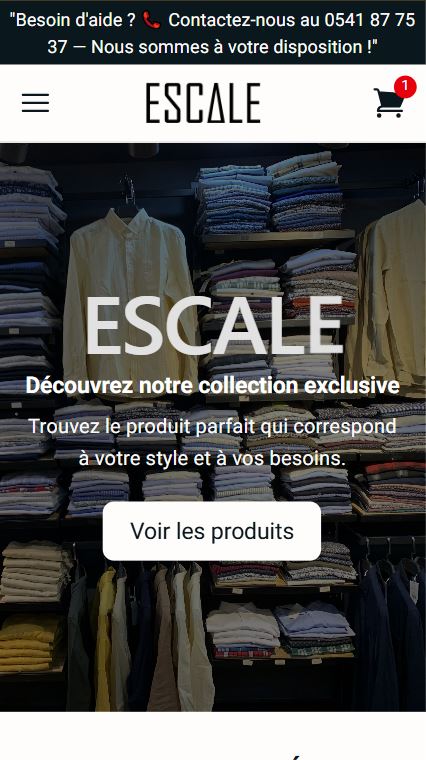 "Besoin d'aide ? 📞 Contactez-nous au 0541 87 75
37 — Nous sommes à votre disposition !"
ESCALE
1
ESCALE
Découvrez notre collection exclusive
Trouvez le produit parfait qui correspond
à votre style et à vos besoins.
Voir les produits